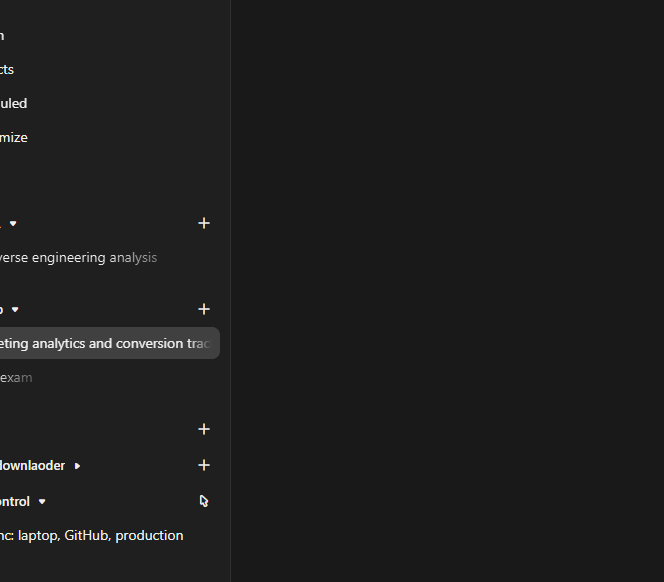 n
cts
uled
mize
verse engineering analysis
o
eting analytics and conversion trac
exam
downlaoder
ontrol
nc: laptop, GitHub, production